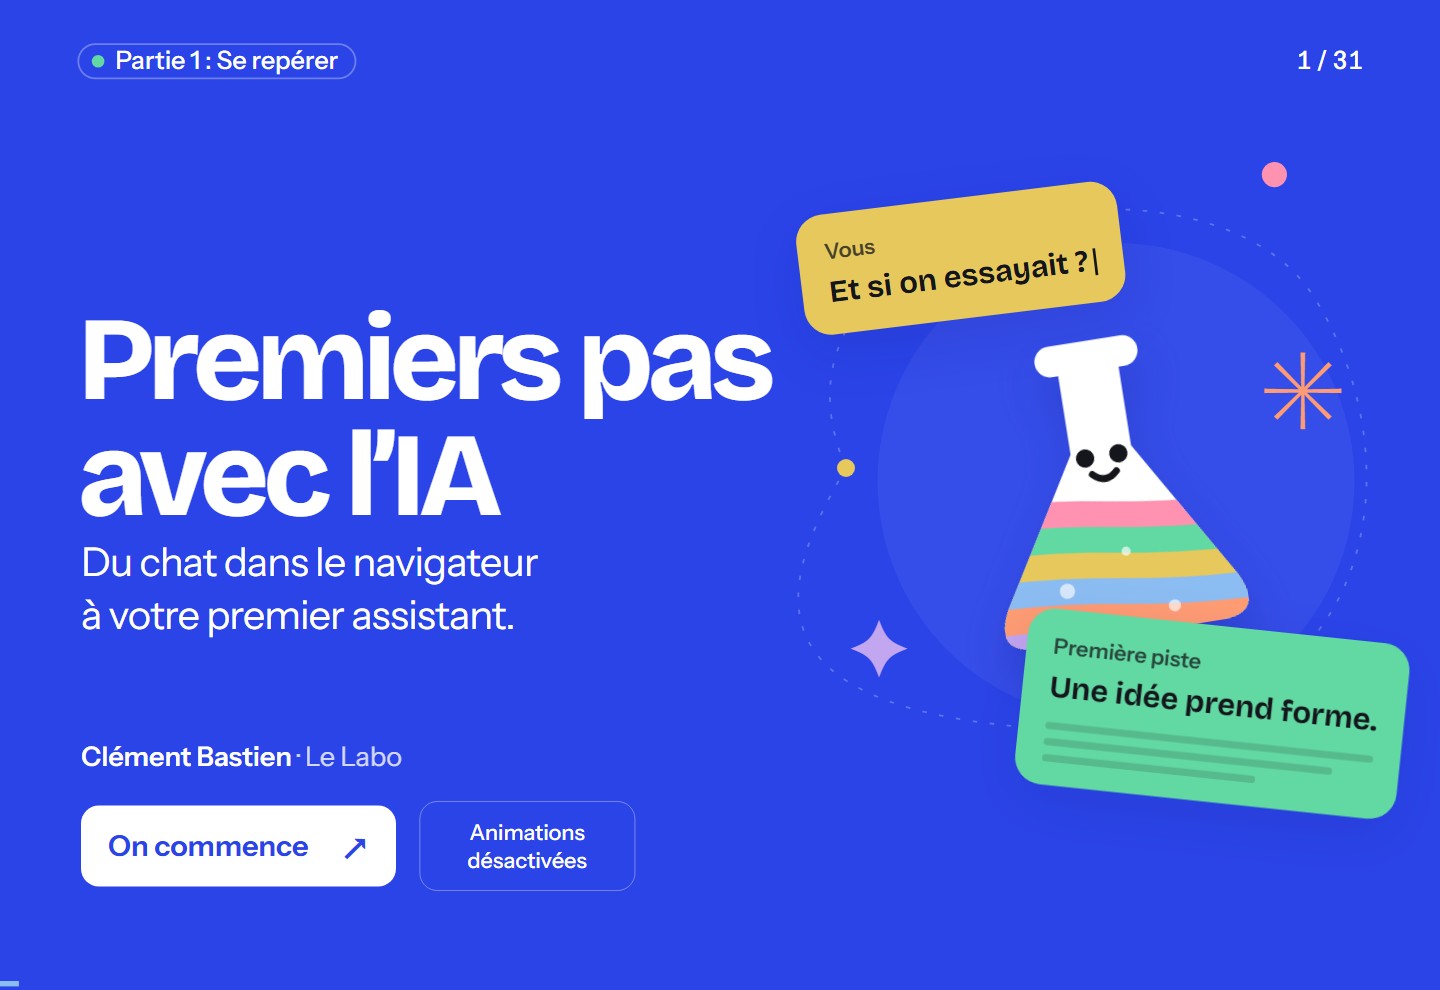 Partie 1 : Se repérer
1 / 31
Vous
Et si on essayait ?|
Premiers pas
avec l’IA
Du chat dans le navigateur
à votre premier assistant.
Première piste
Une idée prend forme.
Clément Bastien · Le Labo
On commence ↗
Animations
désactivées